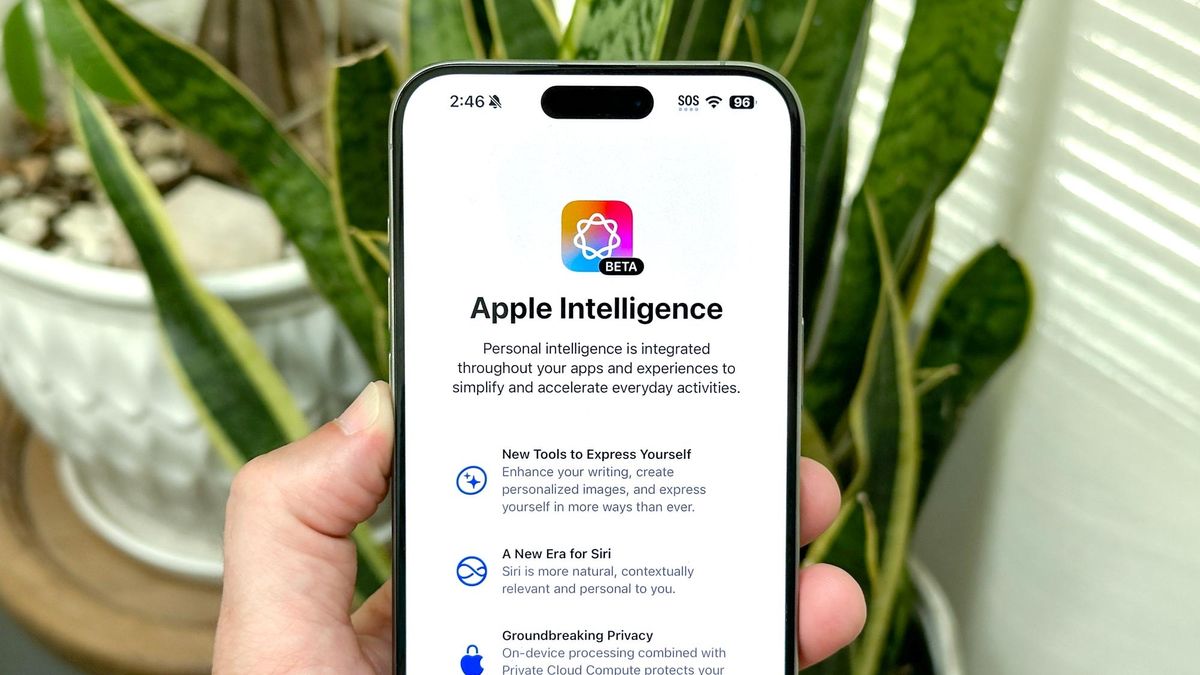 2:46 SOS 96
BETA
Apple Intelligence
Personal intelligence is integrated
throughout your apps and experiences to
simplify and accelerate everyday activities.
New Tools to Express Yourself
Enhance your writing, create
personalized images, and express
yourself in more ways than ever.
A New Era for Siri
Siri is more natural, contextually
relevant and personal to you.
Groundbreaking Privacy
On-device processing combined with
Private Cloud Compute protects your